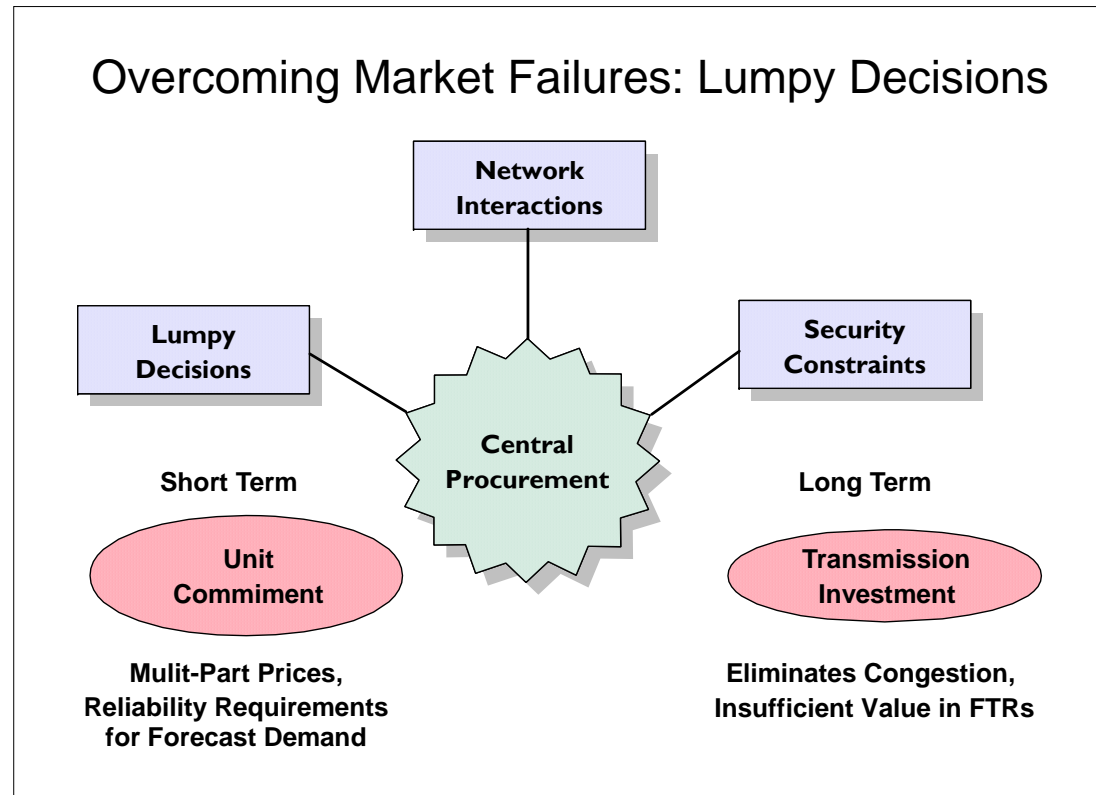 Overcoming Market Failures: Lumpy Decisions
Network
Interactions
Lumpy
Decisions
Security
Constraints
Central
Procurement
Short Term
Long Term
Unit
Commiment
Transmission
Investment
Mulit-Part Prices,
Reliability Requirements
for Forecast Demand
Eliminates Congestion,
Insufficient Value in FTRs